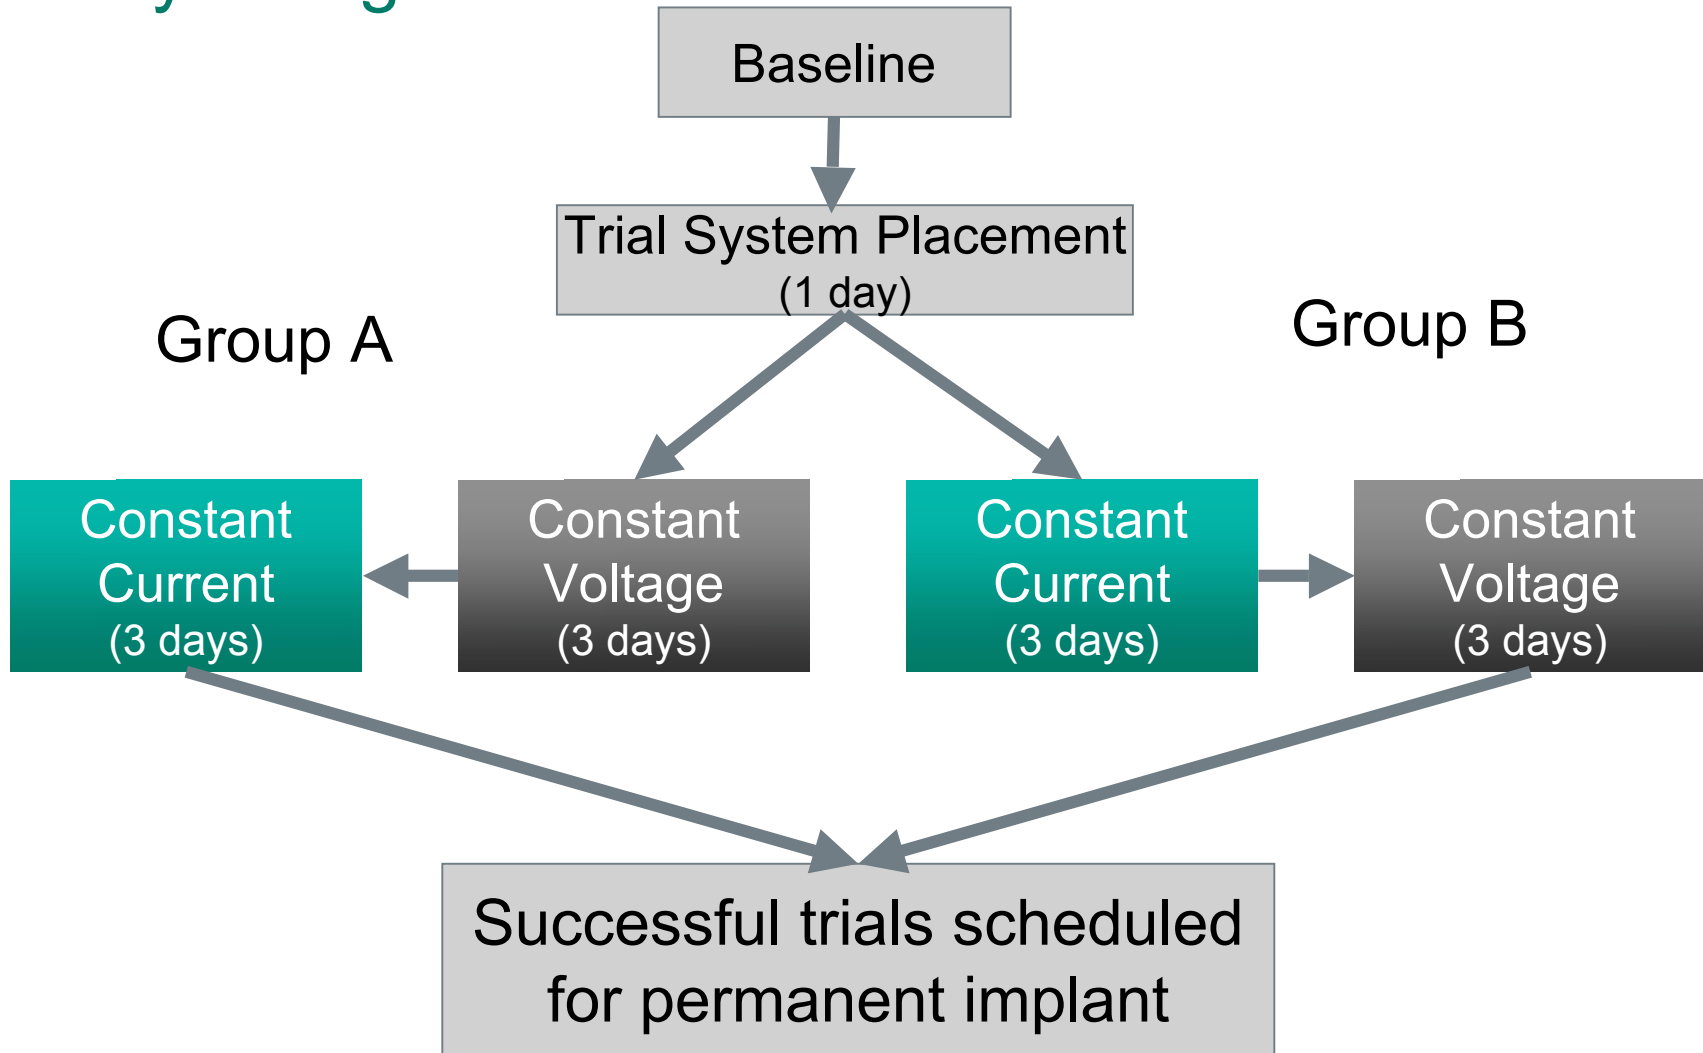 Baseline
Trial System Placement
(1 day)
Group A
Group B
Constant
Current
(3 days)
Constant
Voltage
(3 days)
Constant
Current
(3 days)
Constant
Voltage
(3 days)
Successful trials scheduled
for permanent implant